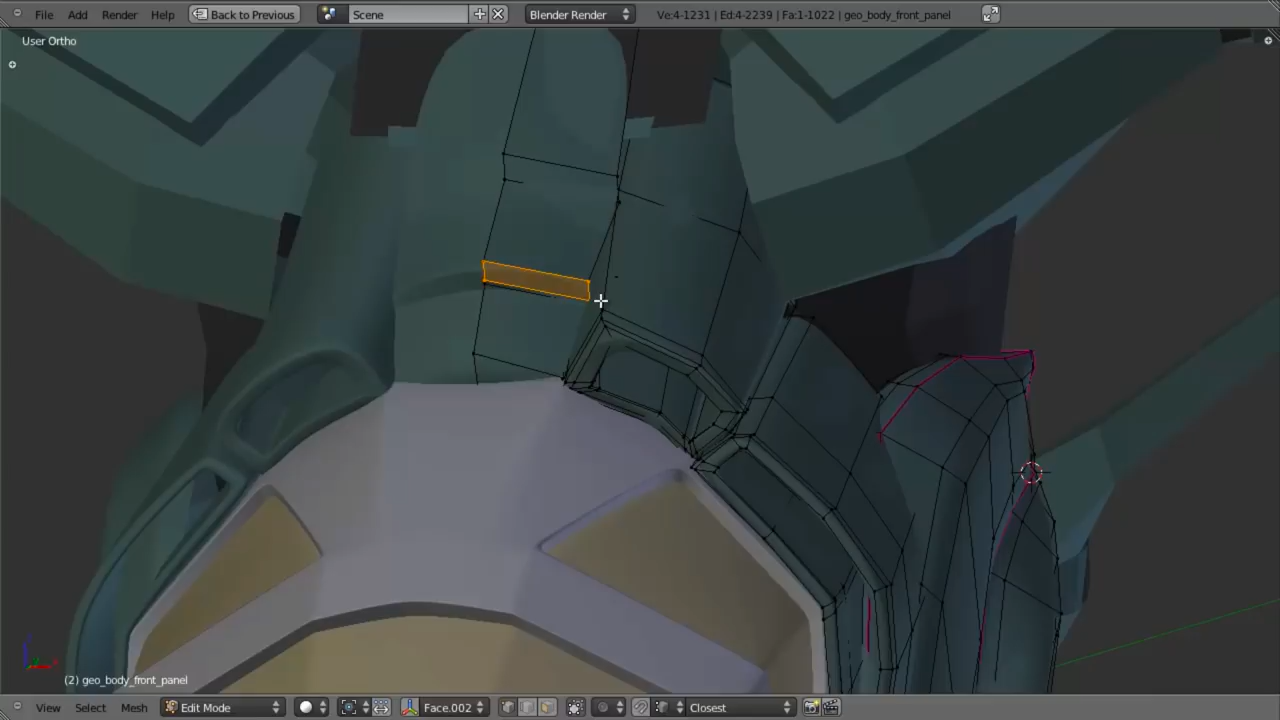 File Add Render Help Back to Previous Scene Blender Render Ve:4-1231 | Ed:4-2239 | Fa:1-1022 | geo_body_front_panel
User Ortho
(2) geo_body_front_panel
View Select Mesh Edit Mode Face.002 Closest